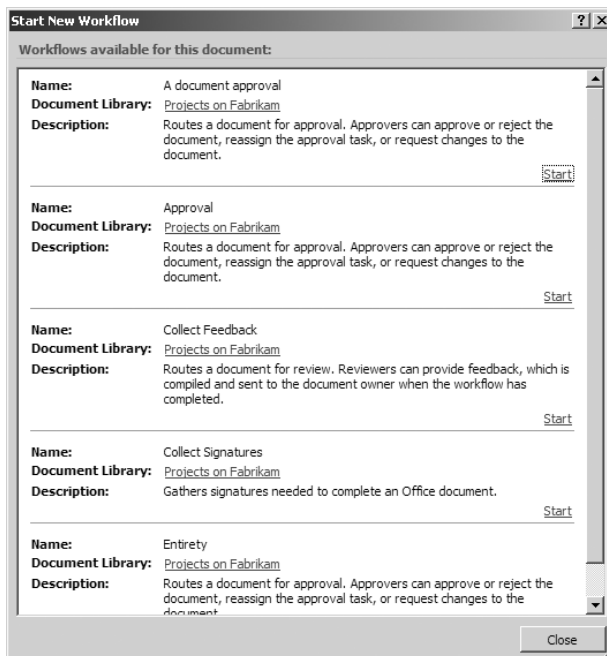 Start New Workflow
Workflows available for this document:
Name: A document approval
Document Library: Projects on Fabrikam
Description: Routes a document for approval. Approvers can approve or reject the
document, reassign the approval task, or request changes to the
document.
Start
Name: Approval
Document Library: Projects on Fabrikam
Description: Routes a document for approval. Approvers can approve or reject the
document, reassign the approval task, or request changes to the
document.
Start
Name: Collect Feedback
Document Library: Projects on Fabrikam
Description: Routes a document for review. Reviewers can provide feedback, which is
compiled and sent to the document owner when the workflow has
completed.
Start
Name: Collect Signatures
Document Library: Projects on Fabrikam
Description: Gathers signatures needed to complete an Office document.
Start
Name: Entirety
Document Library: Projects on Fabrikam
Description: Routes a document for approval. Approvers can approve or reject the
document, reassign the approval task, or request changes to the
document
Close